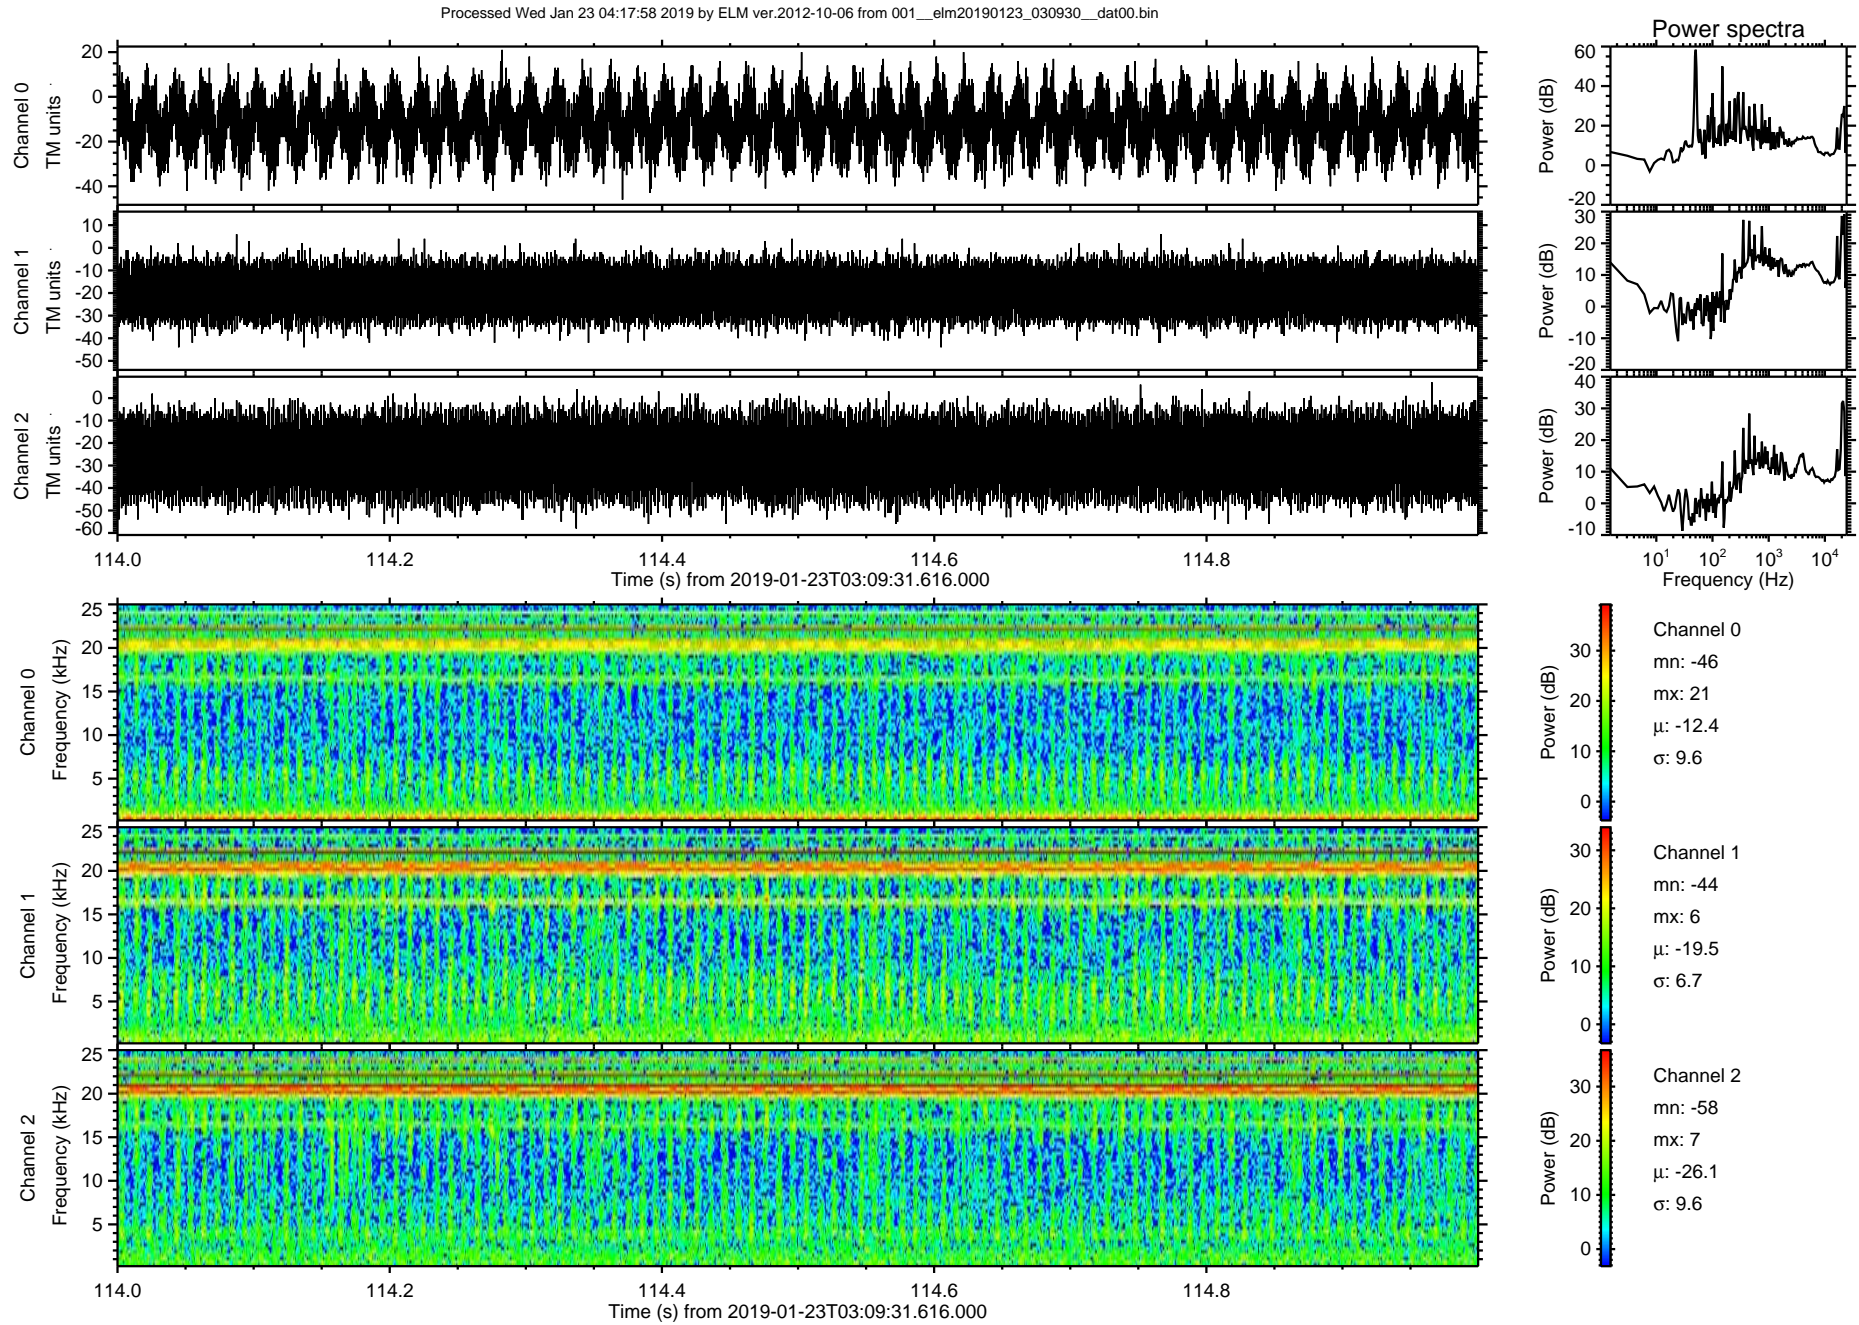 Processed Wed Jan 23 04:17:58 2019 by ELM ver.2012-10-06 from 001__elm20190123_030930__dat00.bin
Power spectra
Channel 0
TM units
20
0
-20
-40
Power (dB)
60
40
20
0
-20
Channel 1
TM units
10
0
-10
-20
-30
-40
-50
Power (dB)
30
20
10
0
-10
-20
Channel 2
TM units
0
-10
-20
-30
-40
-50
-60
Power (dB)
40
30
20
10
0
-10
114.0 114.2 114.4 114.6 114.8
Time (s) from 2019-01-23T03:09:31.616.000
10¹ 10² 10³ 10⁴
Frequency (Hz)
Channel 0
Frequency (kHz)
25
20
15
10
5
Power (dB)
30
20
10
0
Channel 0
mn: -46
mx: 21
μ: -12.4
σ: 9.6
Channel 1
Frequency (kHz)
25
20
15
10
5
Power (dB)
30
20
10
0
Channel 1
mn: -44
mx: 6
μ: -19.5
σ: 6.7
Channel 2
Frequency (kHz)
25
20
15
10
5
Power (dB)
30
20
10
0
Channel 2
mn: -58
mx: 7
μ: -26.1
σ: 9.6
114.0 114.2 114.4 114.6 114.8
Time (s) from 2019-01-23T03:09:31.616.000